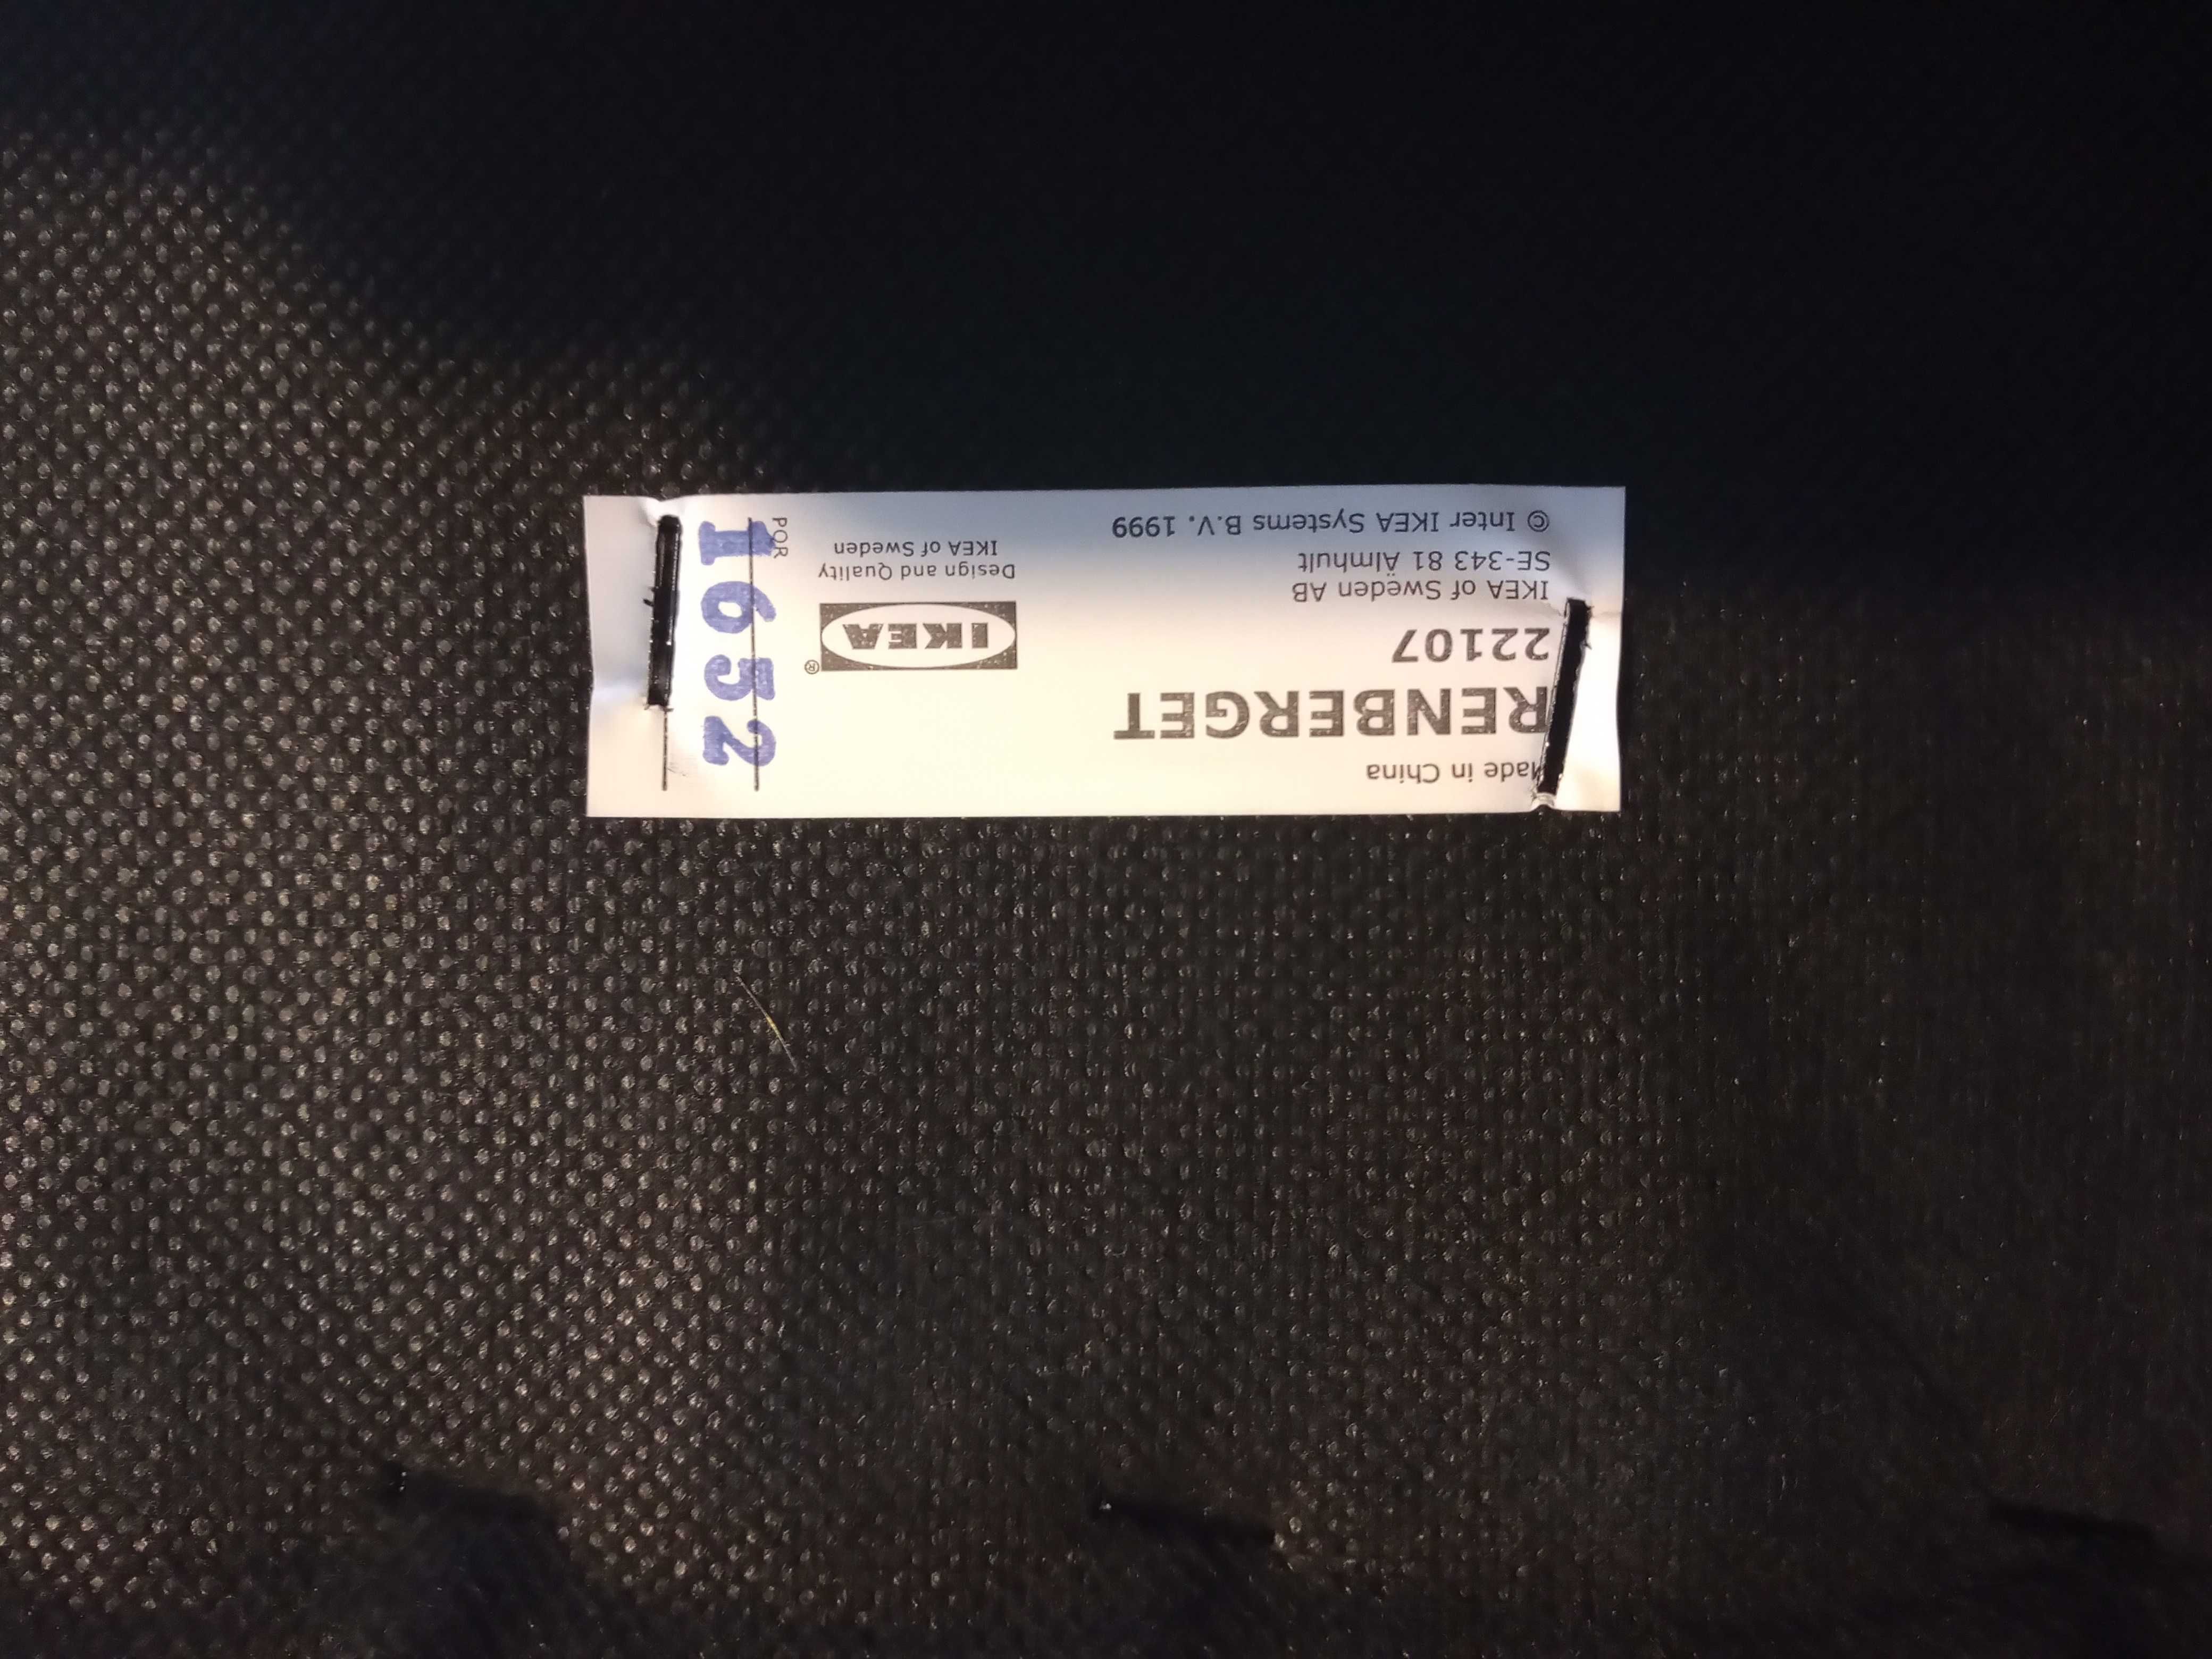 Made in China
RENBERGET
22107
IKEA of Sweden AB
SE-343 81 Älmhult
© Inter IKEA Systems B.V. 1999
IKEA®
Design and Quality
IKEA of Sweden
1652
POR